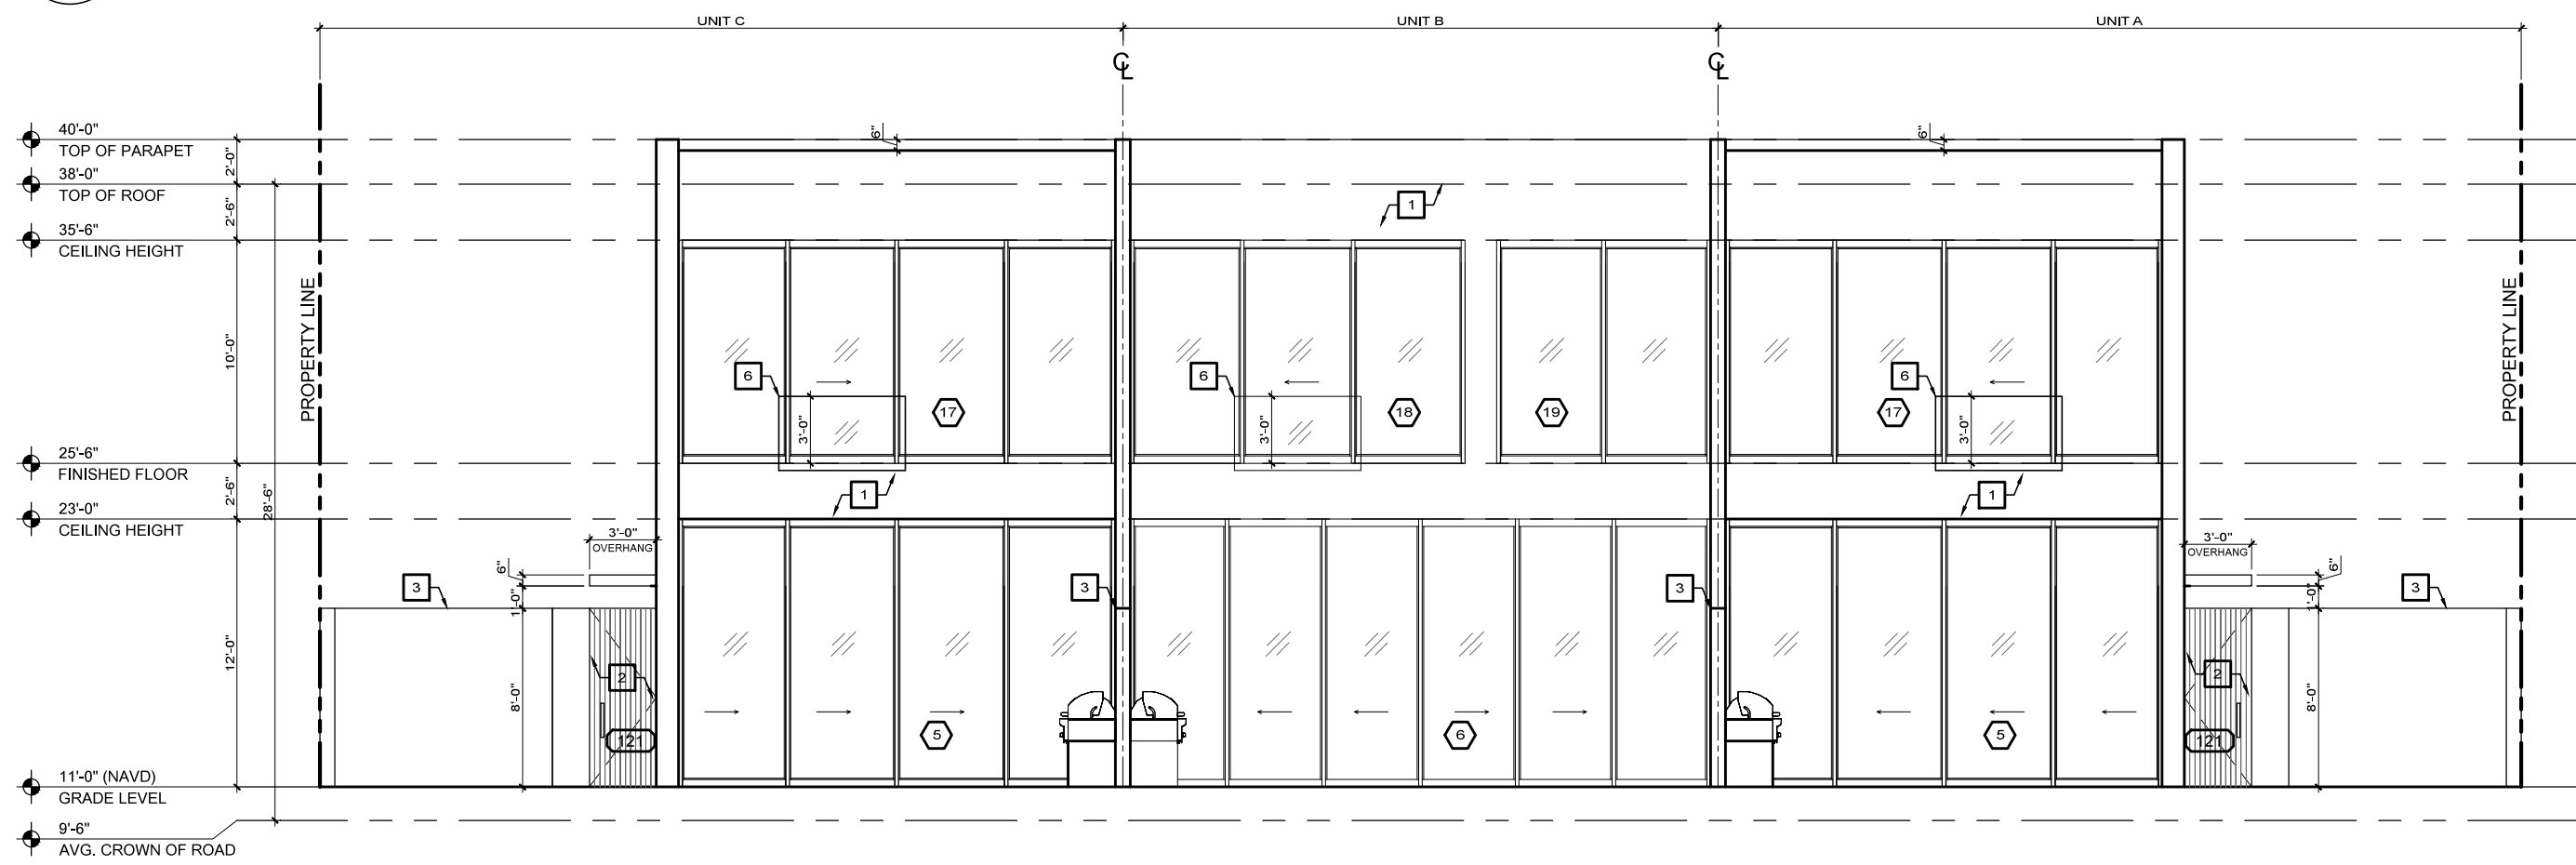 UNIT C
UNIT B
UNIT A
CL
CL
40'-0"
TOP OF PARAPET
2'-0"
6"
6"
38'-0"
TOP OF ROOF
2'-6"
1
35'-6"
CEILING HEIGHT
PROPERTY LINE
PROPERTY LINE
10'-0"
6
6
6
17
18
19
17
3'-0"
3'-0"
3'-0"
25'-6"
FINISHED FLOOR
2'-6"
28'-6"
1
1
23'-0"
CEILING HEIGHT
3'-0"
OVERHANG
3'-0"
OVERHANG
6"
6"
3
1'-0"
3
3
1'-0"
3
12'-0"
8'-0"
2
2
8'-0"
121
5
6
5
121
11'-0" (NAVD)
GRADE LEVEL
9'-6"
AVG. CROWN OF ROAD